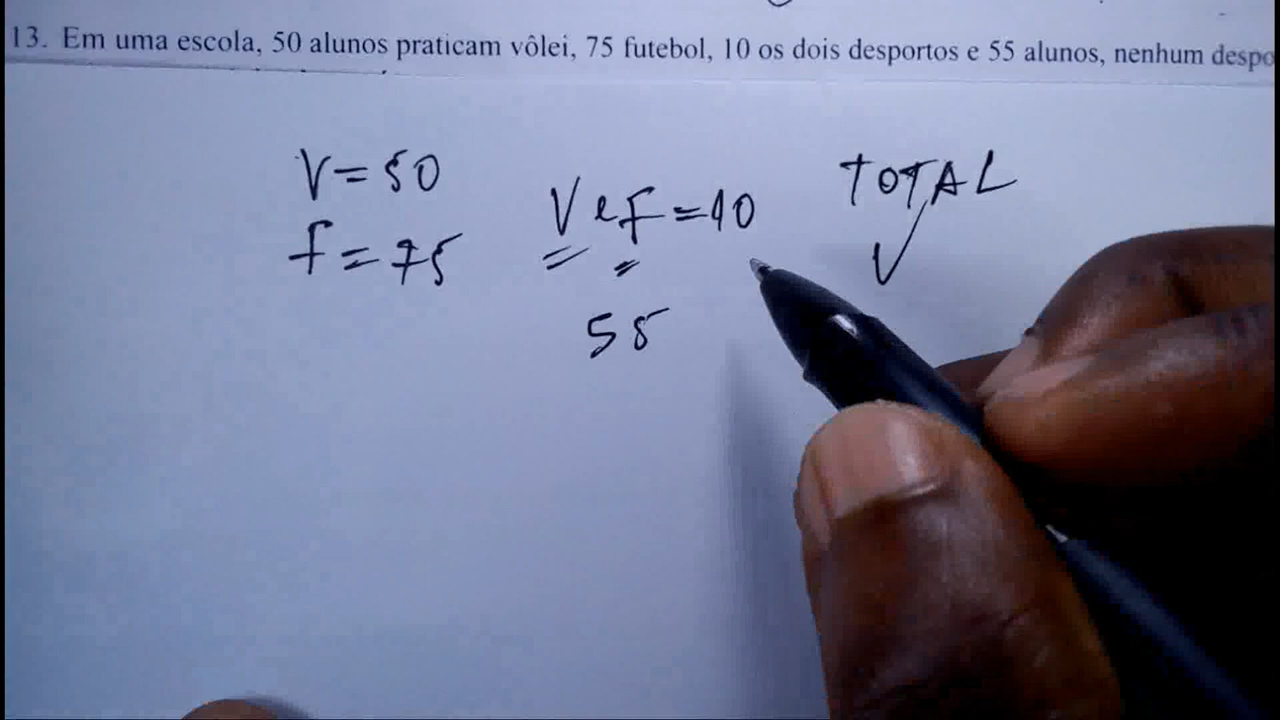 13. Em uma escola, 50 alunos praticam vôlei, 75 futebol, 10 os dois desportos e 55 alunos, nenhum despo
V = 50
f = 75
V e f = 10
55
TOTAL